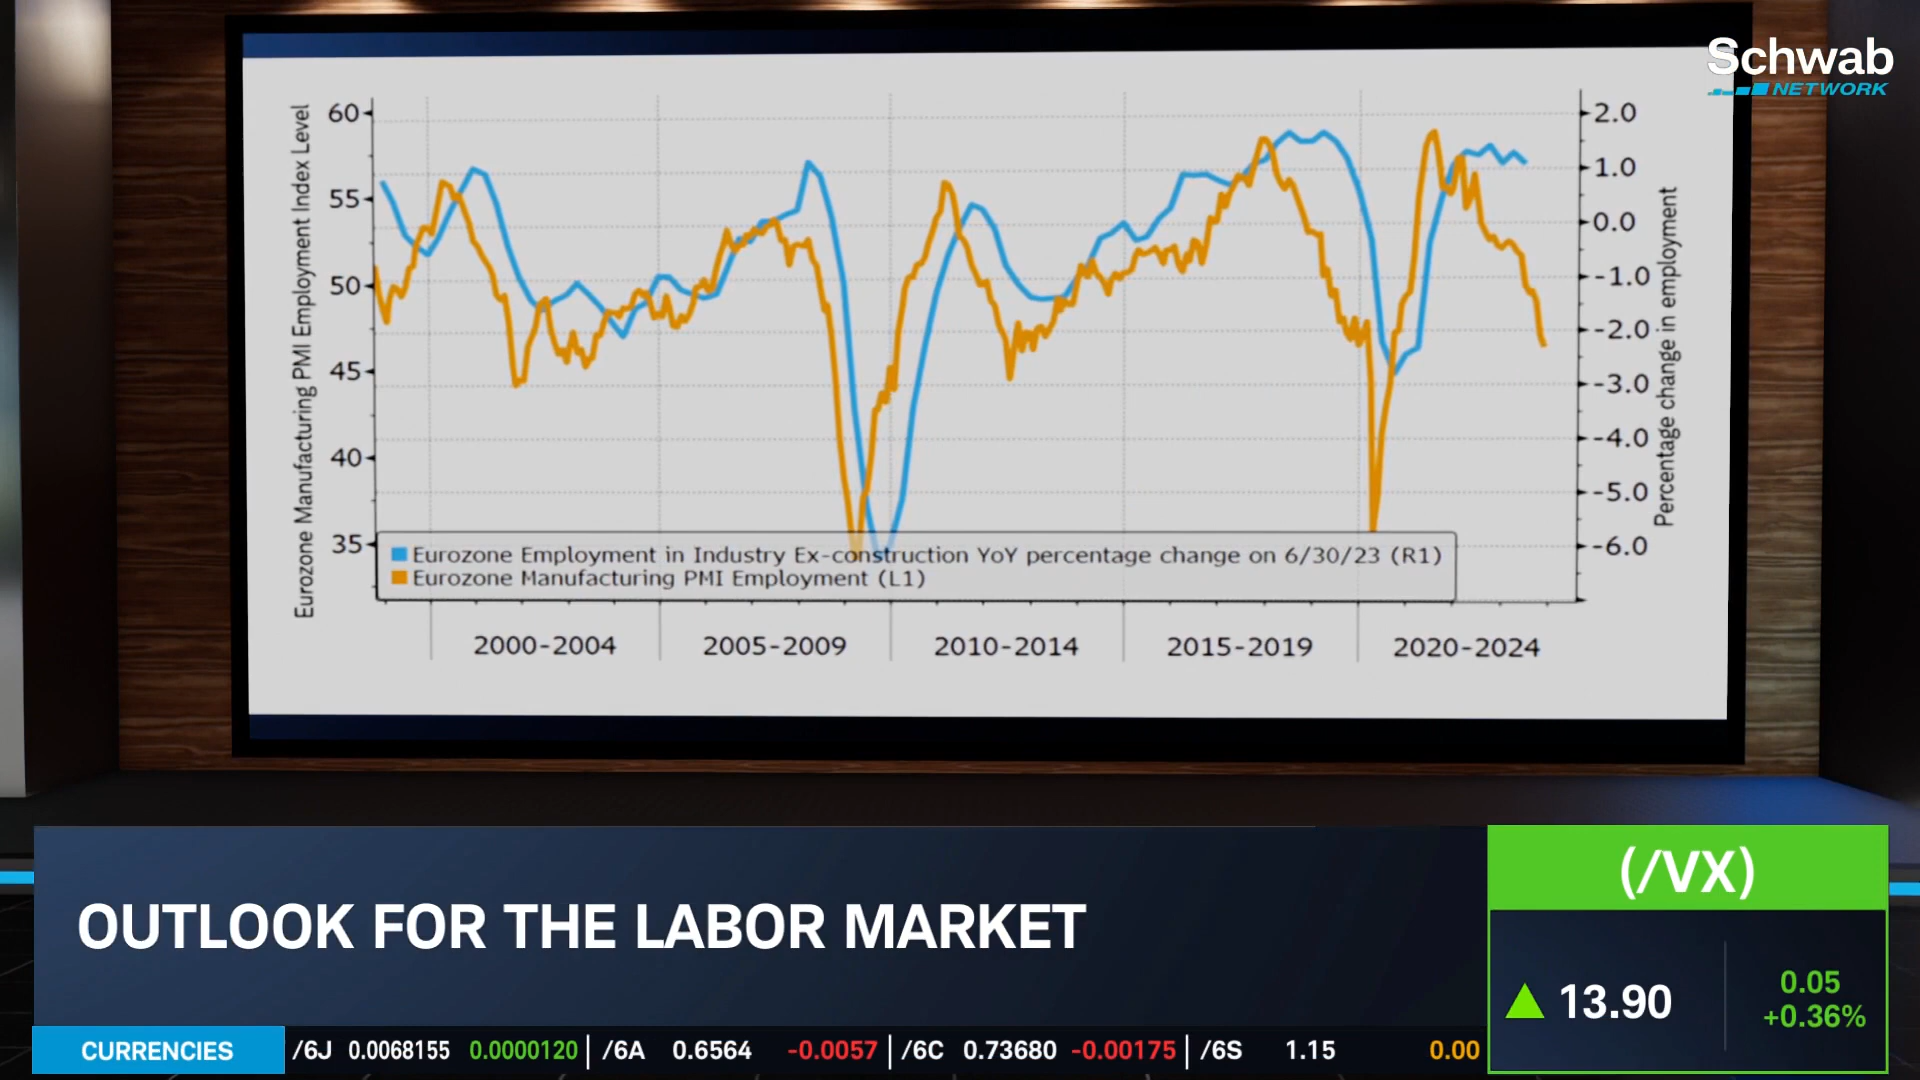 Schwab
NETWORK
Eurozone Manufacturing PMI Employment Index Level
60
55
50
45
40
35
2.0
1.0
0.0
-1.0
-2.0
-3.0
-4.0
-5.0
-6.0
Percentage change in employment
Eurozone Employment in Industry Ex-construction YoY percentage change on 6/30/23 (R1)
Eurozone Manufacturing PMI Employment (L1)
2000-2004 2005-2009 2010-2014 2015-2019 2020-2024
OUTLOOK FOR THE LABOR MARKET
(/VX)
13.90
0.05
+0.36%
CURRENCIES /6J 0.0068155 0.0000120 /6A 0.6564 -0.0057 /6C 0.73680 -0.00175 /6S 1.15 0.00